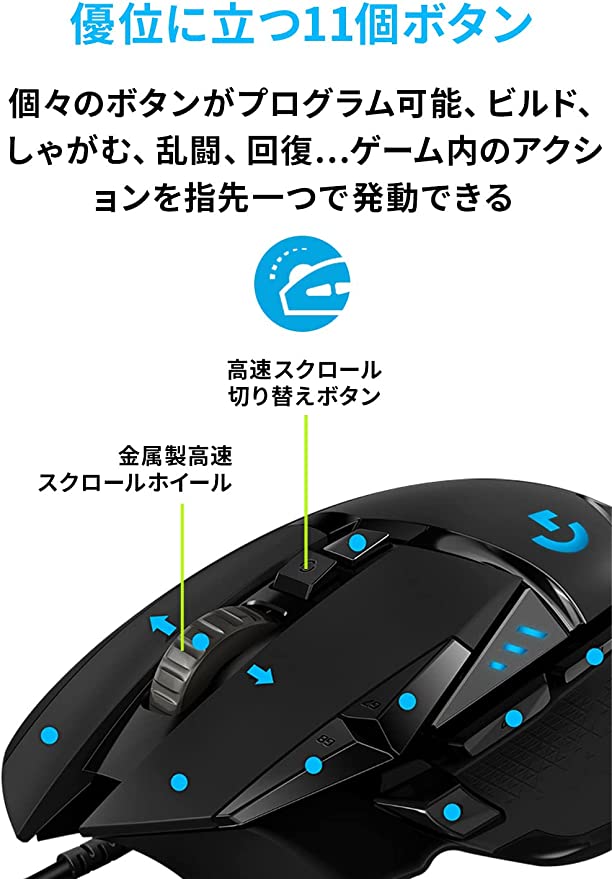 優位に立つ11個ボタン
個々のボタンがプログラム可能、ビルド、
しゃがむ、乱闘、回復…ゲーム内のアクシ
ョンを指先一つで発動できる
高速スクロール
切り替えボタン
金属製高速
スクロールホイール
G7
G8